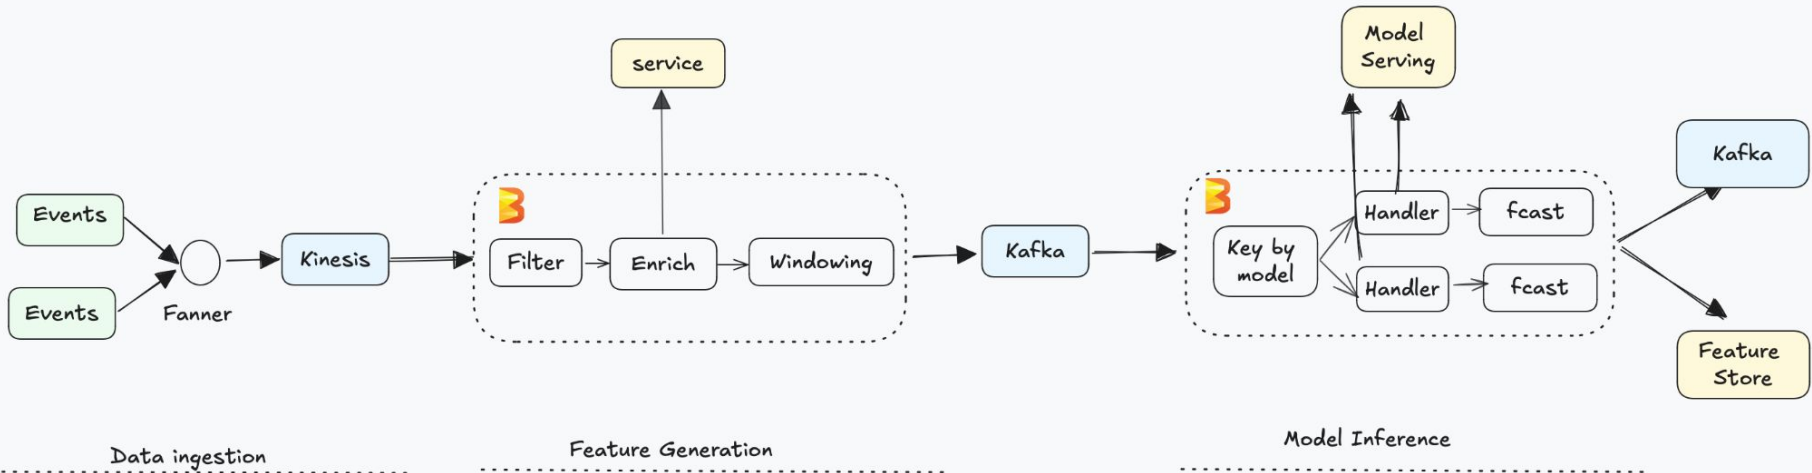 Events
Events
Fanner
Kinesis
service
Filter
Enrich
Windowing
Kafka
Model
Serving
Key by
model
Handler
fcast
Handler
fcast
Kafka
Feature
Store
Data ingestion
Feature Generation
Model Inference